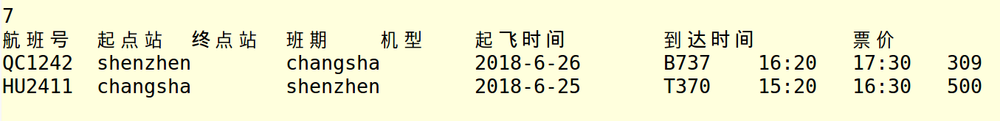 7
航班号 起点站 终点站 班期 机型 起飞时间 到达时间 票价
QC1242 shenzhen changsha 2018-6-26 B737 16:20 17:30 309
HU2411 changsha shenzhen 2018-6-25 T370 15:20 16:30 500